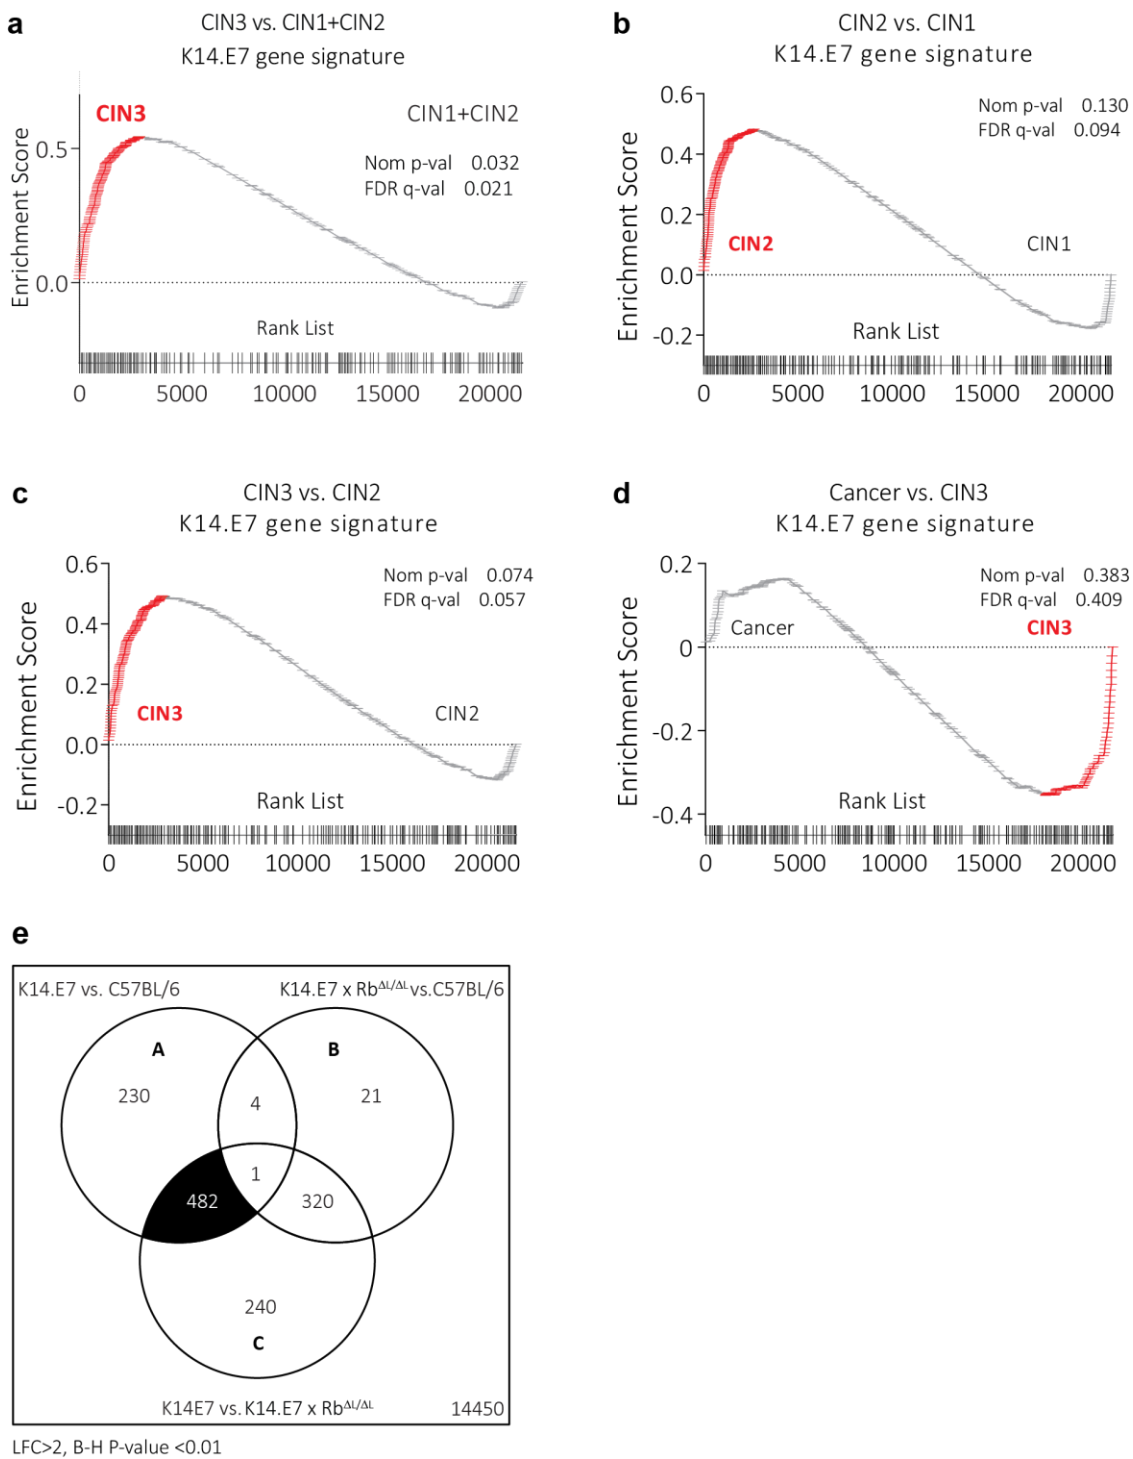 a
CIN3 vs. CIN1+CIN2
K14.E7 gene signature
CIN3
CIN1+CIN2
Nom p-val 0.032
FDR q-val 0.021
Enrichment Score
0.5
0.0
Rank List
0 5000 10000 15000 20000
b
CIN2 vs. CIN1
K14.E7 gene signature
Nom p-val 0.130
FDR q-val 0.094
Enrichment Score
0.6
0.4
0.2
0.0
-0.2
CIN2
CIN1
Rank List
0 5000 10000 15000 20000
c
CIN3 vs. CIN2
K14.E7 gene signature
Nom p-val 0.074
FDR q-val 0.057
Enrichment Score
0.6
0.4
0.2
0.0
-0.2
CIN3
CIN2
Rank List
0 5000 10000 15000 20000
d
Cancer vs. CIN3
K14.E7 gene signature
Nom p-val 0.383
FDR q-val 0.409
Enrichment Score
0.2
0
-0.2
-0.4
Cancer
CIN3
Rank List
0 5000 10000 15000 20000
e
K14.E7 vs. C57BL/6
K14.E7 x Rb^ΔL/ΔL vs.C57BL/6
A
B
230
4
21
1
482
320
240
C
K14E7 vs. K14.E7 x Rb^ΔL/ΔL
14450
LFC>2, B-H P-value <0.01